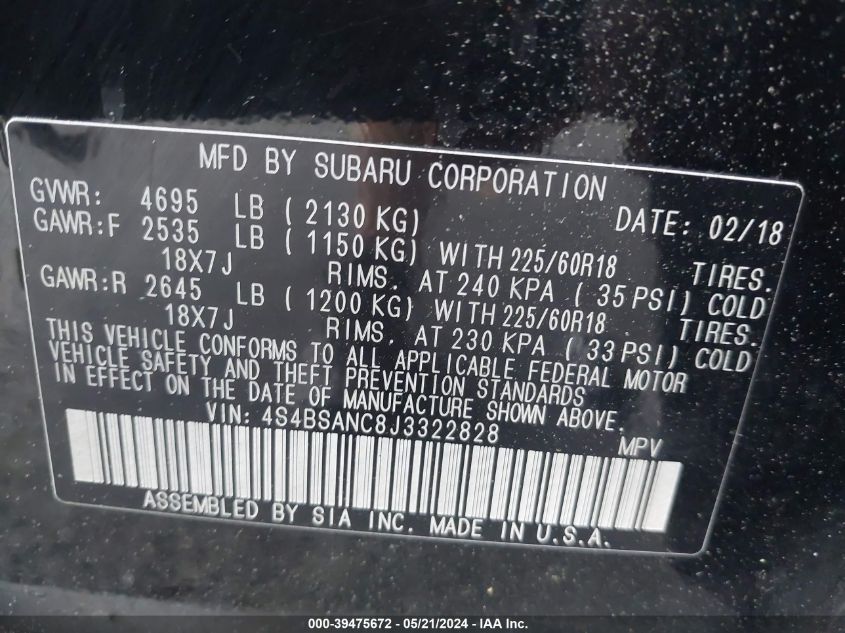 MFD BY SUBARU CORPORATION
GVWR: 4695 LB ( 2130 KG) DATE: 02/18
GAWR:F 2535 LB ( 1150 KG) WITH 225/60R18 TIRES.
18X7J RIMS. AT 240 KPA ( 35 PSI) COLD
GAWR:R 2645 LB ( 1200 KG) WITH 225/60R18 TIRES.
18X7J RIMS. AT 230 KPA ( 33 PSI) COLD
THIS VEHICLE CONFORMS TO ALL APPLICABLE FEDERAL MOTOR
VEHICLE SAFETY AND THEFT PREVENTION STANDARDS
IN EFFECT ON THE DATE OF MANUFACTURE SHOWN ABOVE.
VIN: 4S4BSANC8J3322828 MPV
ASSEMBLED BY SIA INC. MADE IN U.S.A.
000-39475672 - 05/21/2024 - IAA Inc.